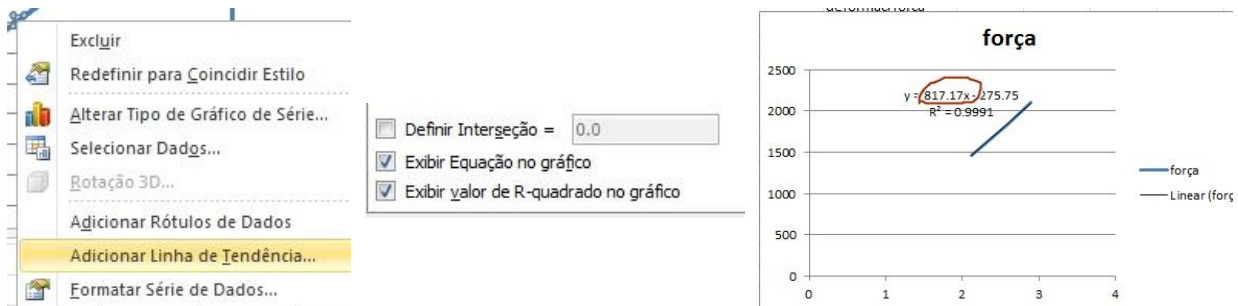 Excluir
Redefinir para Coincidir Estilo
Alterar Tipo de Gráfico de Série...
Selecionar Dados...
Rotação 3D...
Adicionar Rótulos de Dados
Adicionar Linha de Tendência...
Formatar Série de Dados...
Definir Interseção = 0.0
Exibir Equação no gráfico
Exibir valor de R-quadrado no gráfico
força
2500
2000
1500
1000
500
0
0 1 2 3 4
y = 817.17x - 275.75
R² = 0.9991
força
Linear (forç